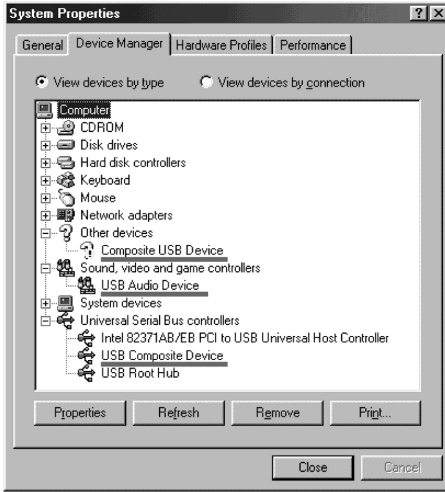 System Properties
General Device Manager Hardware Profiles Performance
View devices by type View devices by connection
Computer
CDROM
Disk drives
Hard disk controllers
Keyboard
Mouse
Network adapters
Other devices
Composite USB Device
Sound, video and game controllers
USB Audio Device
System devices
Universal Serial Bus controllers
Intel 82371AB/EB PCI to USB Universal Host Controller
USB Composite Device
USB Root Hub
Properties Refresh Remove Print...
Close Cancel